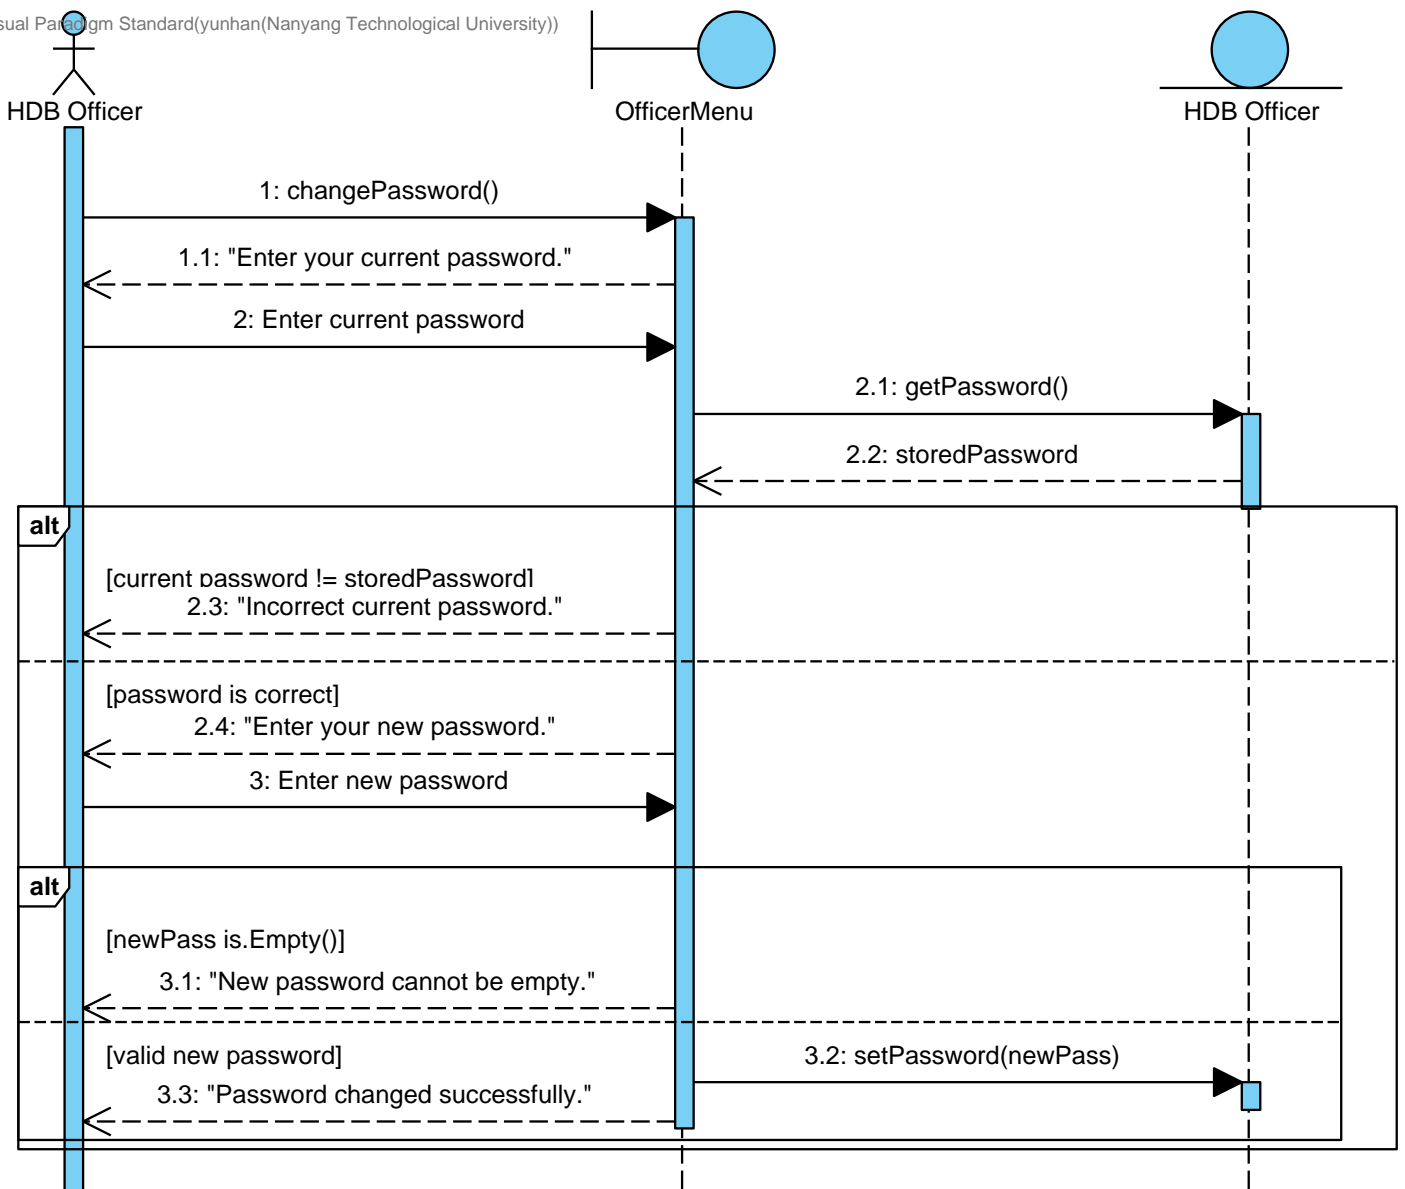 sual Paradigm Standard(yunhan(Nanyang Technological University))
HDB Officer
OfficerMenu
HDB Officer
1: changePassword()
1.1: "Enter your current password."
2: Enter current password
2.1: getPassword()
2.2: storedPassword
alt
[current password != storedPassword]
2.3: "Incorrect current password."
[password is correct]
2.4: "Enter your new password."
3: Enter new password
alt
[newPass is.Empty()]
3.1: "New password cannot be empty."
[valid new password]
3.2: setPassword(newPass)
3.3: "Password changed successfully."